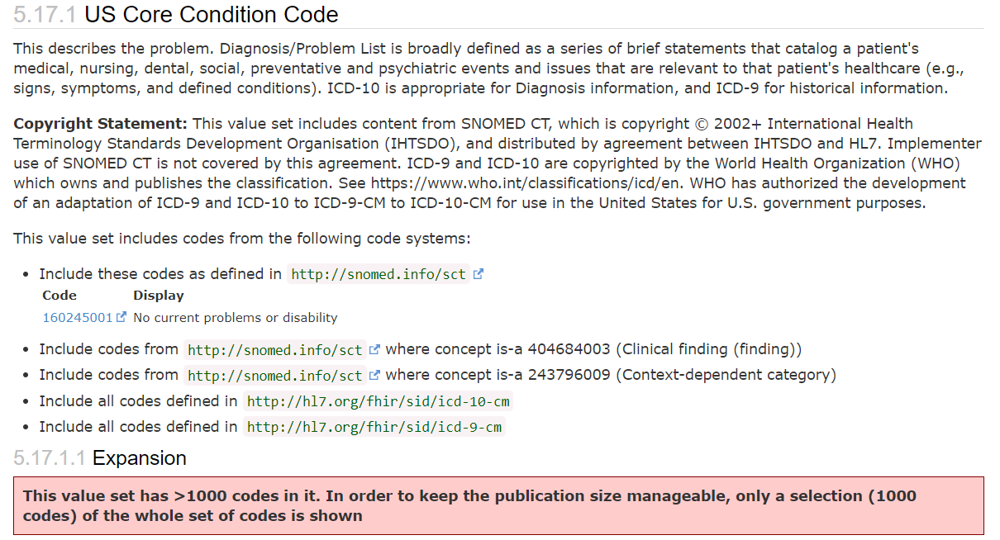 5.17.1 US Core Condition Code
This describes the problem. Diagnosis/Problem List is broadly defined as a series of brief statements that catalog a patient's
medical, nursing, dental, social, preventative and psychiatric events and issues that are relevant to that patient's healthcare (e.g.,
signs, symptoms, and defined conditions). ICD-10 is appropriate for Diagnosis information, and ICD-9 for historical information.
Copyright Statement: This value set includes content from SNOMED CT, which is copyright © 2002+ International Health
Terminology Standards Development Organisation (IHTSDO), and distributed by agreement between IHTSDO and HL7. Implementer
use of SNOMED CT is not covered by this agreement. ICD-9 and ICD-10 are copyrighted by the World Health Organization (WHO)
which owns and publishes the classification. See https://www.who.int/classifications/icd/en. WHO has authorized the development
of an adaptation of ICD-9 and ICD-10 to ICD-9-CM to ICD-10-CM for use in the United States for U.S. government purposes.
This value set includes codes from the following code systems:
• Include these codes as defined in http://snomed.info/sct
Code Display
160245001 No current problems or disability
• Include codes from http://snomed.info/sct where concept is-a 404684003 (Clinical finding (finding))
• Include codes from http://snomed.info/sct where concept is-a 243796009 (Context-dependent category)
• Include all codes defined in http://hl7.org/fhir/sid/icd-10-cm
• Include all codes defined in http://hl7.org/fhir/sid/icd-9-cm
5.17.1.1 Expansion
This value set has >1000 codes in it. In order to keep the publication size manageable, only a selection (1000
codes) of the whole set of codes is shown